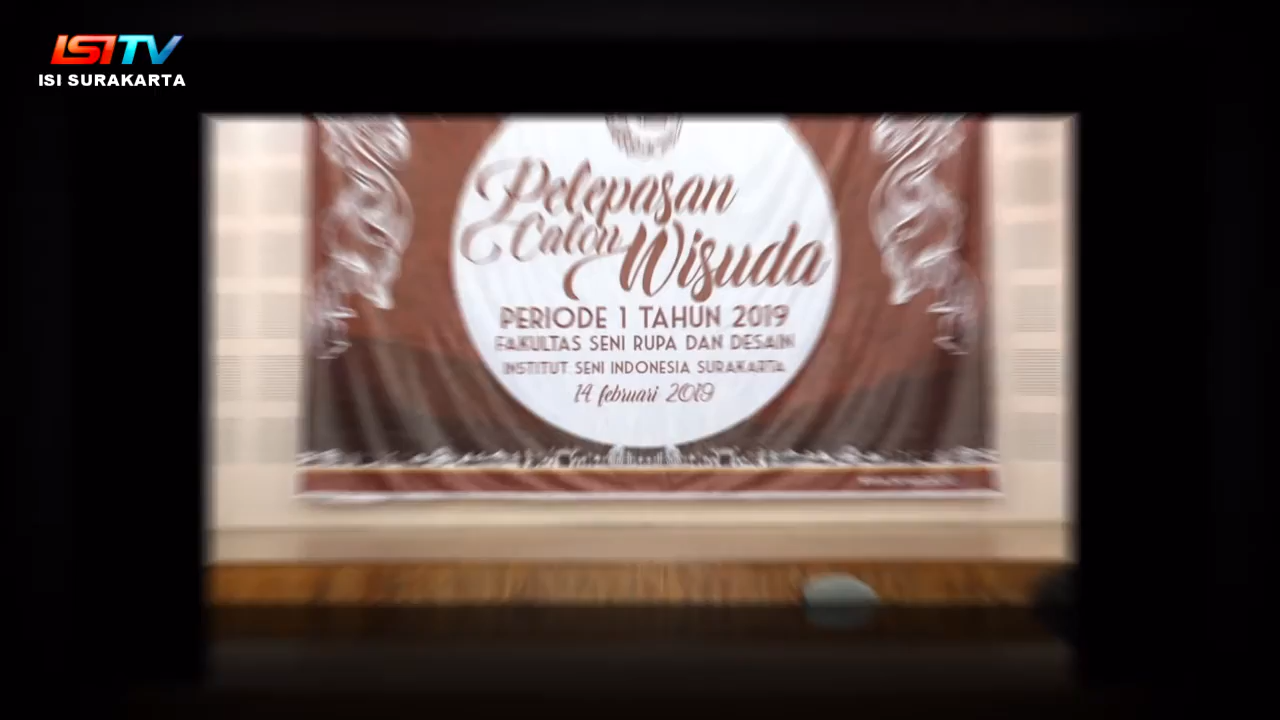 ISITV
ISI SURAKARTA
Pelepasan
Calon Wisuda
PERIODE 1 TAHUN 2019
FAKULTAS SENI RUPA DAN DESAIN
INSTITUT SENI INDONESIA SURAKARTA
14 februari 2019